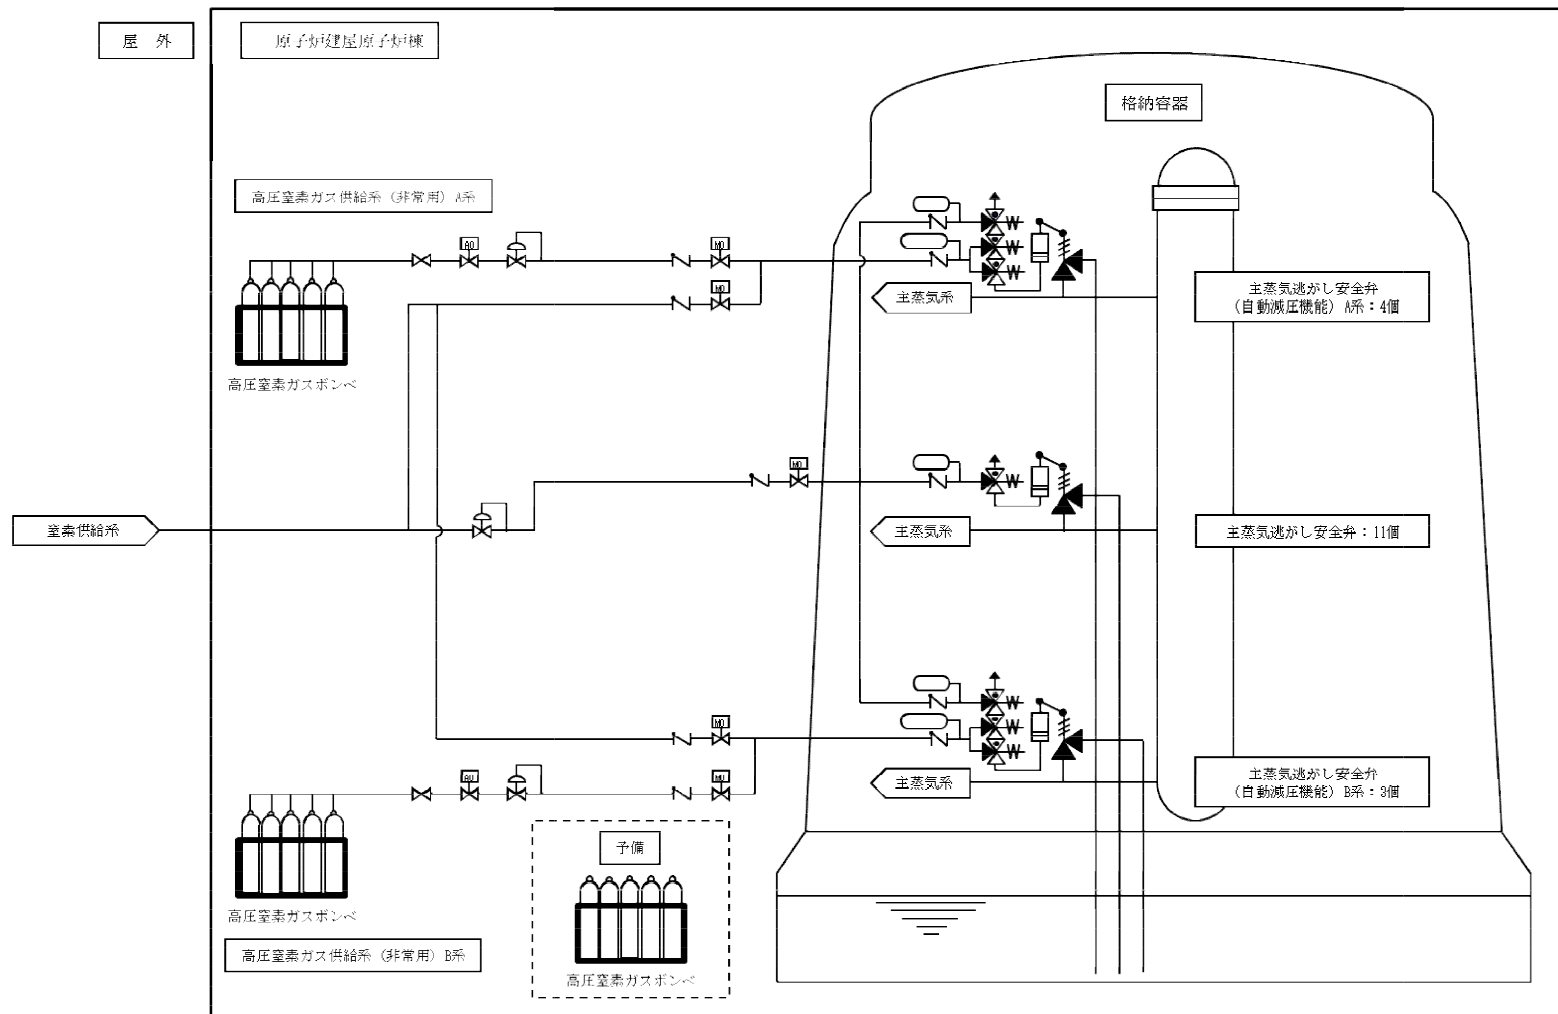 屋 外
原子炉建屋原子炉棟
格納容器
高圧窒素ガス供給系（非常用）A系
AO
MO
MO
主蒸気系
主蒸気逃がし安全弁
（自動減圧機能）A系：4個
高圧窒素ガスボンベ
MO
窒素供給系
主蒸気系
主蒸気逃がし安全弁：11個
MO
AO
MO
主蒸気系
主蒸気逃がし安全弁
（自動減圧機能）B系：3個
予備
高圧窒素ガスボンベ
高圧窒素ガス供給系（非常用）B系
高圧窒素ガスボンベ